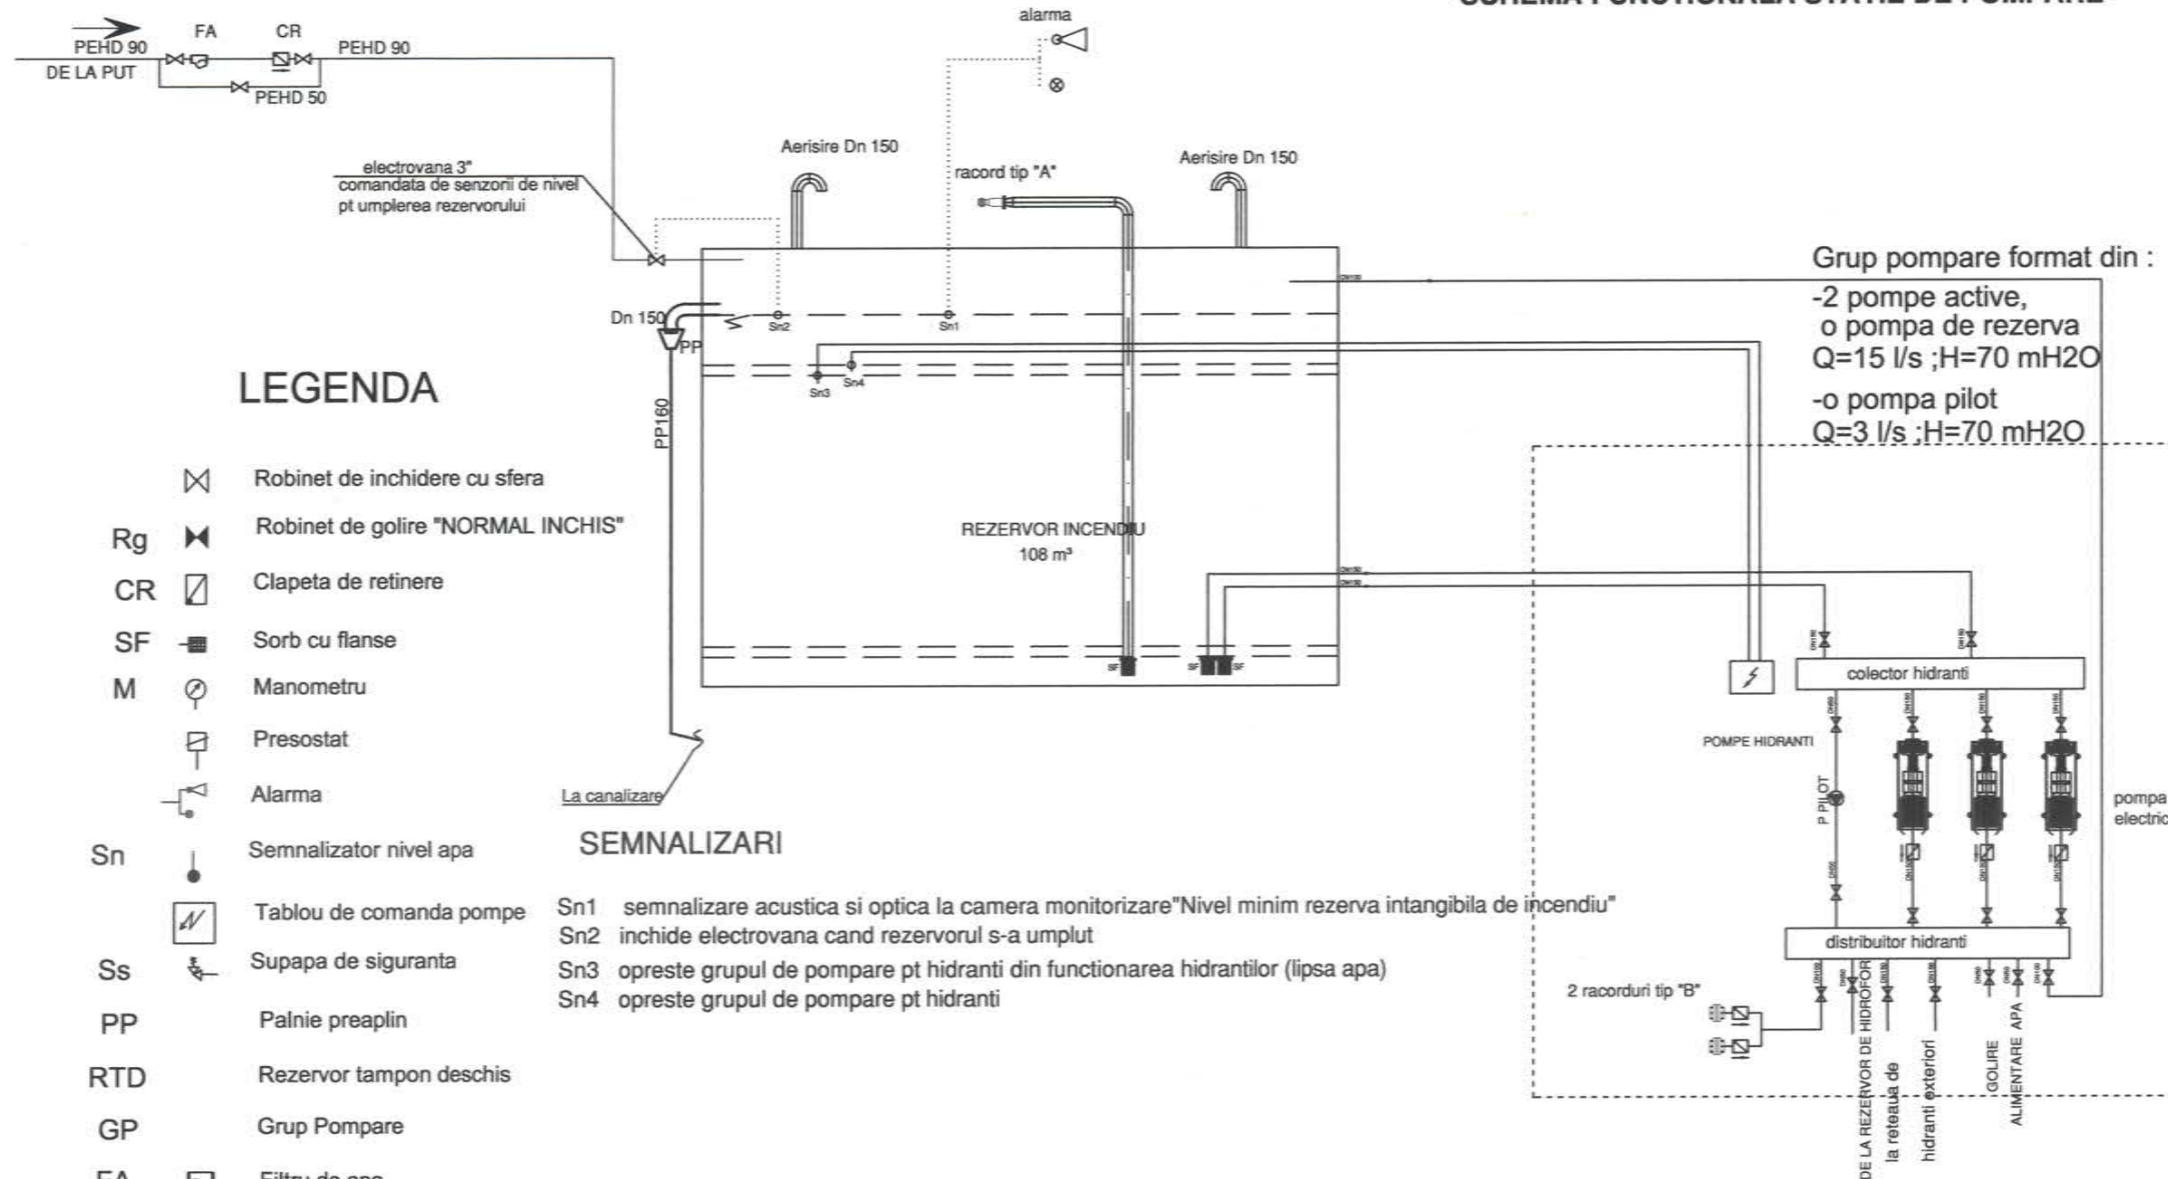 alarma
FA
CR
PEHD 90
PEHD 90
DE LA PUT
PEHD 50
Aerisire Dn 150
Aerisire Dn 150
racord tip "A"
electrovana 3"
comandata de senzorii de nivel
pt umplerea rezervorului
Grup pompare format din :
-2 pompe active,
o pompa de rezerva
Q=15 l/s ;H=70 mH2O
-o pompa pilot
Q=3 l/s ;H=70 mH2O
Dn 150
Sn2
Sn1
PP
Sn3
Sn4
PP160
REZERVOR INCENDIU
108 m³
SF
SF
SF
colector hidranti
POMPE HIDRANTI
P PILOT
pompa
distribuitor hidranti
2 racorduri tip "B"
DE LA REZERVOR DE HIDROFOR
la reteaua de
hidranti exteriori
GOLIRE
ALIMENTARE APA
La canalizare
LEGENDA
Robinet de inchidere cu sfera
Rg Robinet de golire "NORMAL INCHIS"
CR Clapeta de retinere
SF Sorb cu flanse
M Manometru
Presostat
Alarma
Sn Semnalizator nivel apa
Tablou de comanda pompe
Ss Supapa de siguranta
PP Palnie preaplin
RTD Rezervor tampon deschis
GP Grup Pompare
SEMNALIZARI
Sn1 semnalizare acustica si optica la camera monitorizare"Nivel minim rezerva intangibila de incendiu"
Sn2 inchide electrovana cand rezervorul s-a umplut
Sn3 opreste grupul de pompare pt hidranti din functionarea hidrantilor (lipsa apa)
Sn4 opreste grupul de pompare pt hidranti